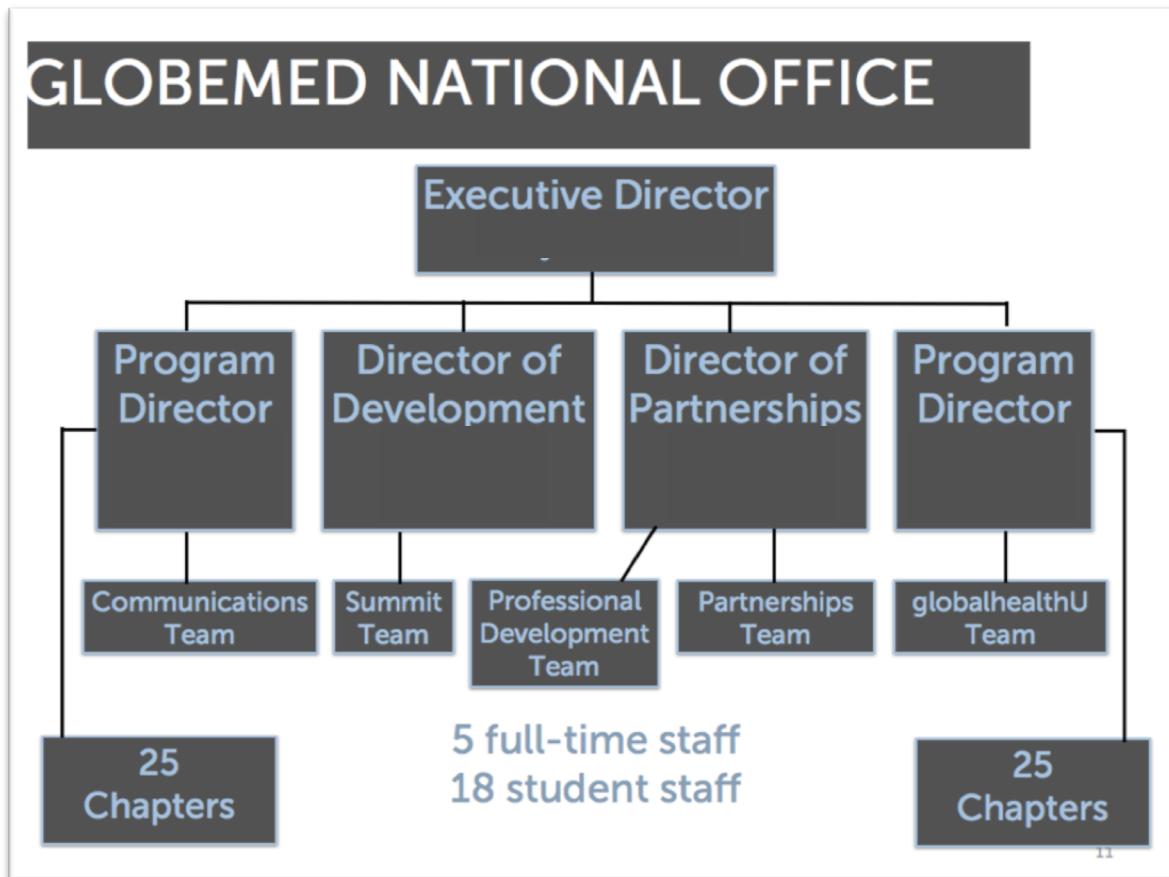 GLOBEMED NATIONAL OFFICE
Executive Director
Program
Director
Director of
Development
Director of
Partnerships
Program
Director
Communications
Team
Summit
Team
Professional
Development
Team
Partnerships
Team
globalhealthU
Team
5 full-time staff
18 student staff
25
Chapters
25
Chapters
11